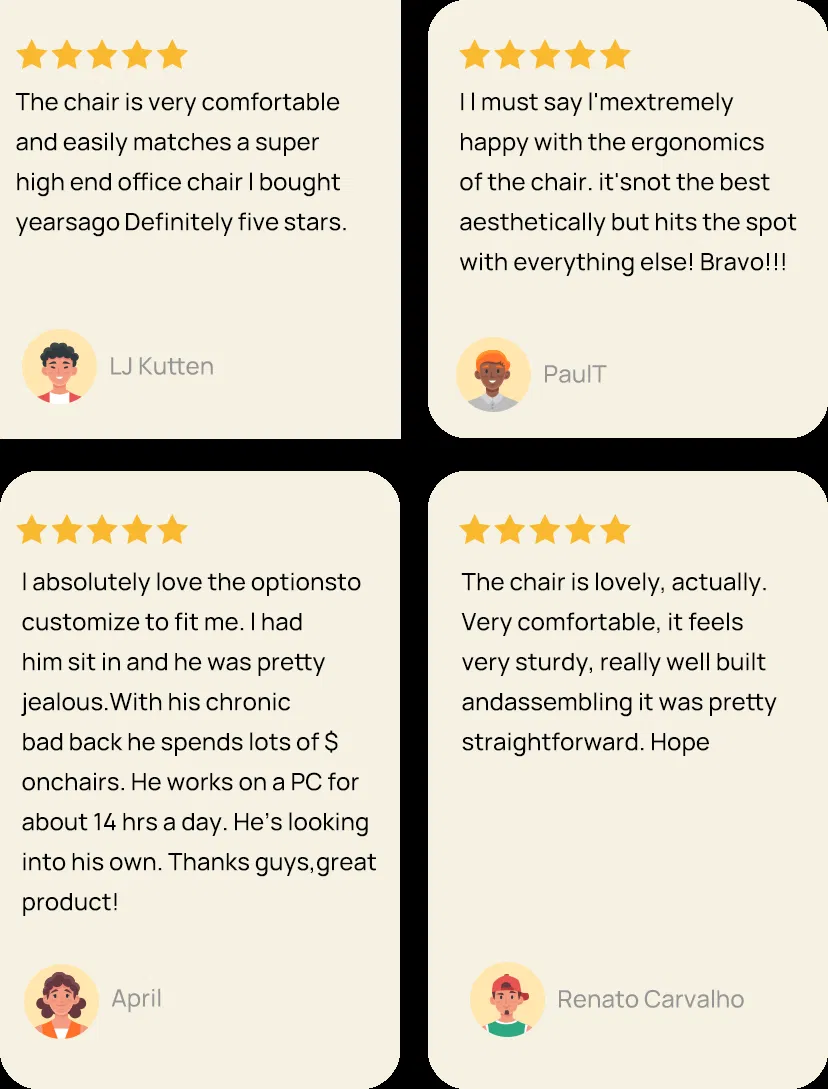 The chair is very comfortable
and easily matches a super
high end office chair I bought
yearsago Definitely five stars.
LJ Kutten
I I must say I'mextremely
happy with the ergonomics
of the chair. it'snot the best
aesthetically but hits the spot
with everything else! Bravo!!!
PaulT
I absolutely love the optionsto
customize to fit me. I had
him sit in and he was pretty
jealous.With his chronic
bad back he spends lots of $
onchairs. He works on a PC for
about 14 hrs a day. He's looking
into his own. Thanks guys,great
product!
April
The chair is lovely, actually.
Very comfortable, it feels
very sturdy, really well built
andassembling it was pretty
straightforward. Hope
Renato Carvalho